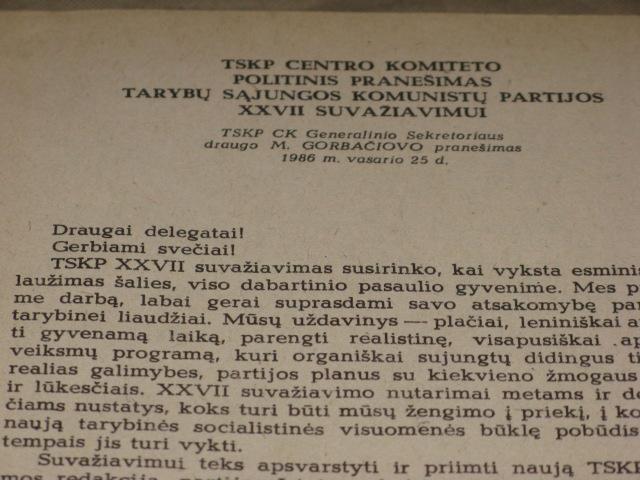 TSKP CENTRO KOMITETO
POLITINIS PRANEŠIMAS
TARYBŲ SĄJUNGOS KOMUNISTŲ PARTIJOS
XXVII SUVAŽIAVIMUI
TSKP CK Generalinio Sekretoriaus
draugo M. GORBAČIOVO pranešimas
1986 m. vasario 25 d.
Draugai delegatai!
Gerbiami svečiai!
TSKP XXVII suvažiavimas susirinko, kai vyksta esminis
laužimas šalies, viso dabartinio pasaulio gyvenime. Mes
me darbą, labai gerai suprasdami savo atsakomybę
tarybinei liaudžiai. Mūsų uždavinys — plačiai, leniniškai
ti gyvenamą laiką, parengti realistinę, visapusiškai
veiksmų programą, kuri organiškai sujungtų didingus
realias galimybes, partijos planus su kiekvieno žmogaus
ir lūkesčiais. XXVII suvažiavimo nutarimai metams ir
čiams nustatys, koks turi būti mūsų žengimo į priekį, į
naują tarybinės socialistinės visuomenės būklę pobūdis
tempais jis turi vykti.
Suvažiavimui teks apsvarstyti ir priimti naują TSKP